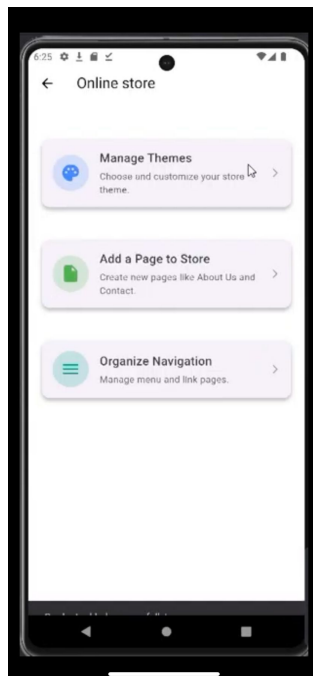 6:25
Online store
Manage Themes
Choose and customize your store
theme.
Add a Page to Store
Create new pages like About Us and
Contact.
Organize Navigation
Manage menu and link pages.